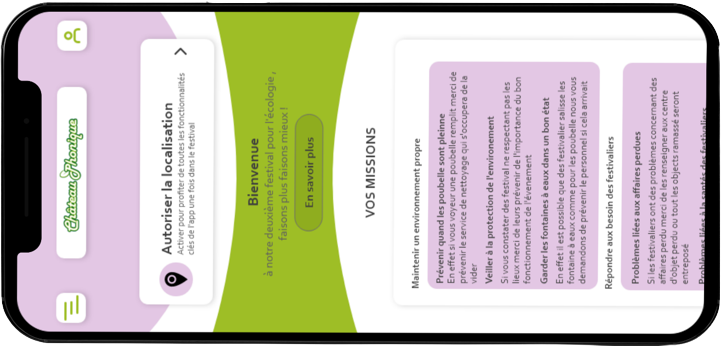 Château Phonique
Autoriser la localisation
Activer pour profiter de toutes les fonctionnalités
clés de l'app une fois dans le festival
Bienvenue
à notre deuxième festival pour l'écologie,
faisons plus faisons mieux !
En savoir plus
VOS MISSIONS
Maintenir un environnement propre
Prévenir quand les poubelle sont pleinne
En effet si vous voyeur une poubelle remplit merci de
prévenir le service de nettoyage qui s'occupera de la
vider
Veiller à la protection de l'environement
Si vous constater des festival ne respectant pas les
lieux merci de leurs prévenir de l'importance du bon
fonctionnement de l'évenement
Garder les fontaines à eaux dans un bon état
En effet il est possible que des festivalier salisse les
fontaine à eaux comme pour les poubelle nous vous
demandons de prévenir le personnel si cela arrivait
Répondre aux besoin des festivaliers
Problèmes liées aux affaires perdues
Si les festivaliers ont des problèmes concernant des
affaires perdu merci de les renseigner aux centre
d'objet perdu ou tout les objects ramassé seront
entreposé
Problèmes liées à la santés des festivaliers